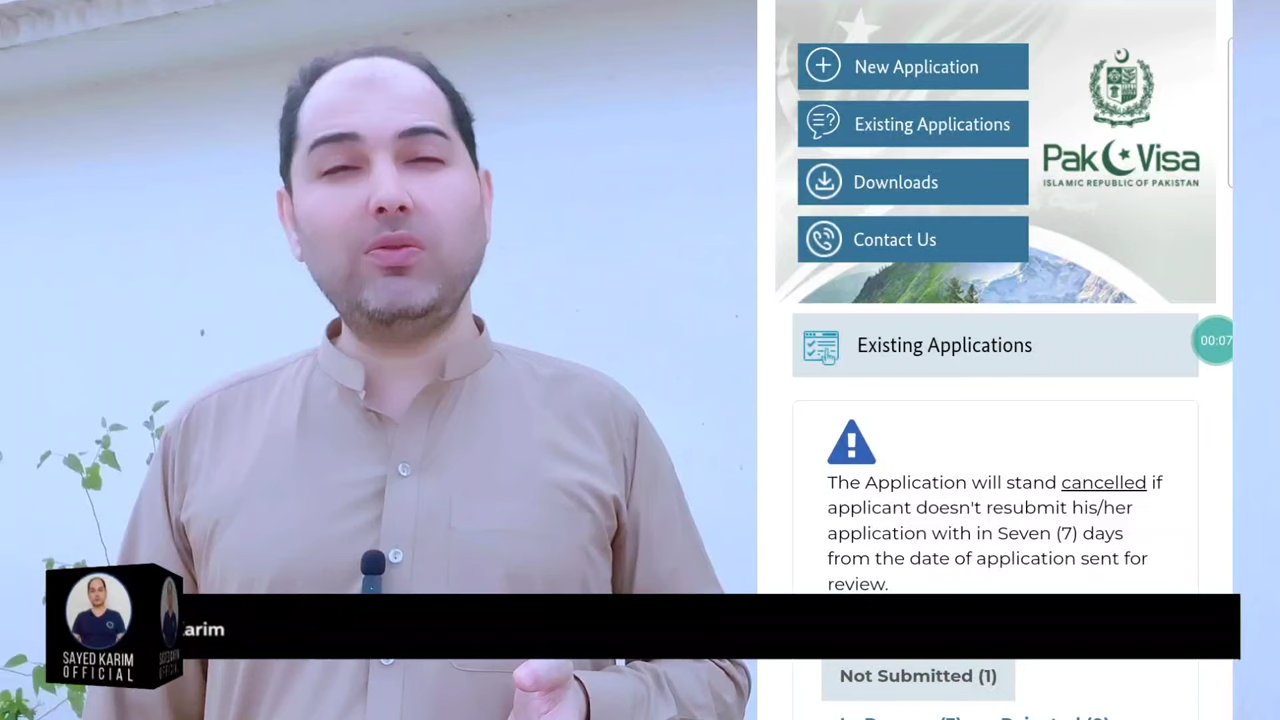 New Application
Existing Applications
Downloads
Contact Us
Pak Visa
ISLAMIC REPUBLIC OF PAKISTAN
Existing Applications
00:07
The Application will stand cancelled if
applicant doesn't resubmit his/her
application with in Seven (7) days
from the date of application sent for
review.
arim
SAYED KARIM
OFFICIAL
Not Submitted (1)